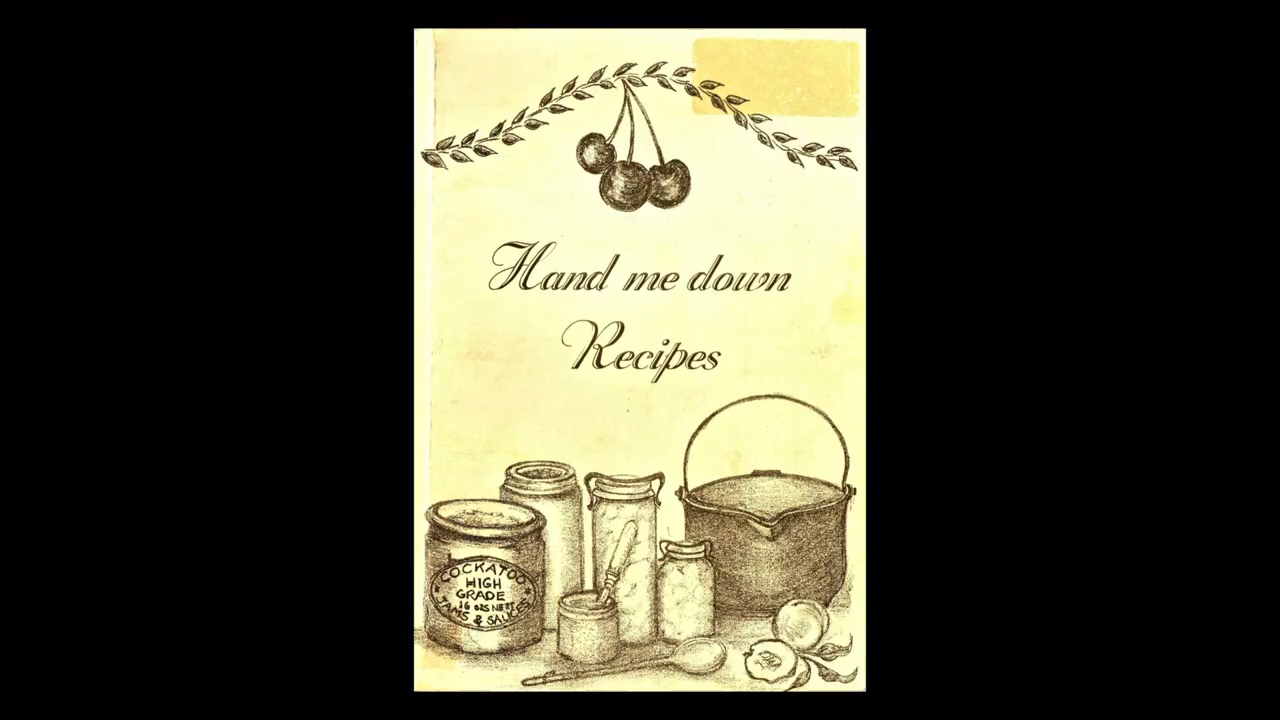 Hand me down
Recipes
COCKATOO
HIGH
GRADE
16 OZS NETT
JAMS & SAUCES